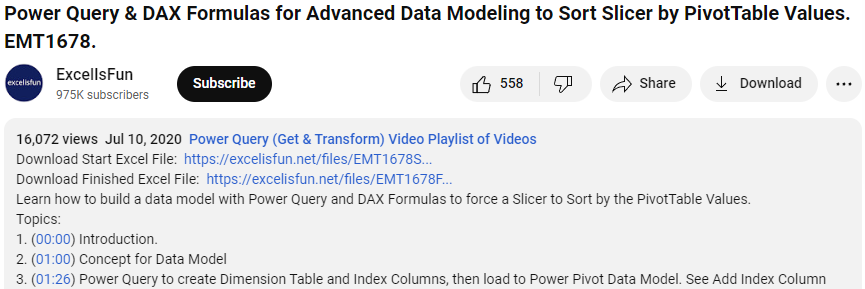 Power Query & DAX Formulas for Advanced Data Modeling to Sort Slicer by PivotTable Values.
EMT1678.
excelisfun
ExcelIsFun
975K subscribers
Subscribe
558
Share
Download
16,072 views Jul 10, 2020 Power Query (Get & Transform) Video Playlist of Videos
Download Start Excel File: https://excelisfun.net/files/EMT1678S...
Download Finished Excel File: https://excelisfun.net/files/EMT1678F...
Learn how to build a data model with Power Query and DAX Formulas to force a Slicer to Sort by the PivotTable Values.
Topics:
1. (00:00) Introduction.
2. (01:00) Concept for Data Model
3. (01:26) Power Query to create Dimension Table and Index Columns, then load to Power Pivot Data Model. See Add Index Column